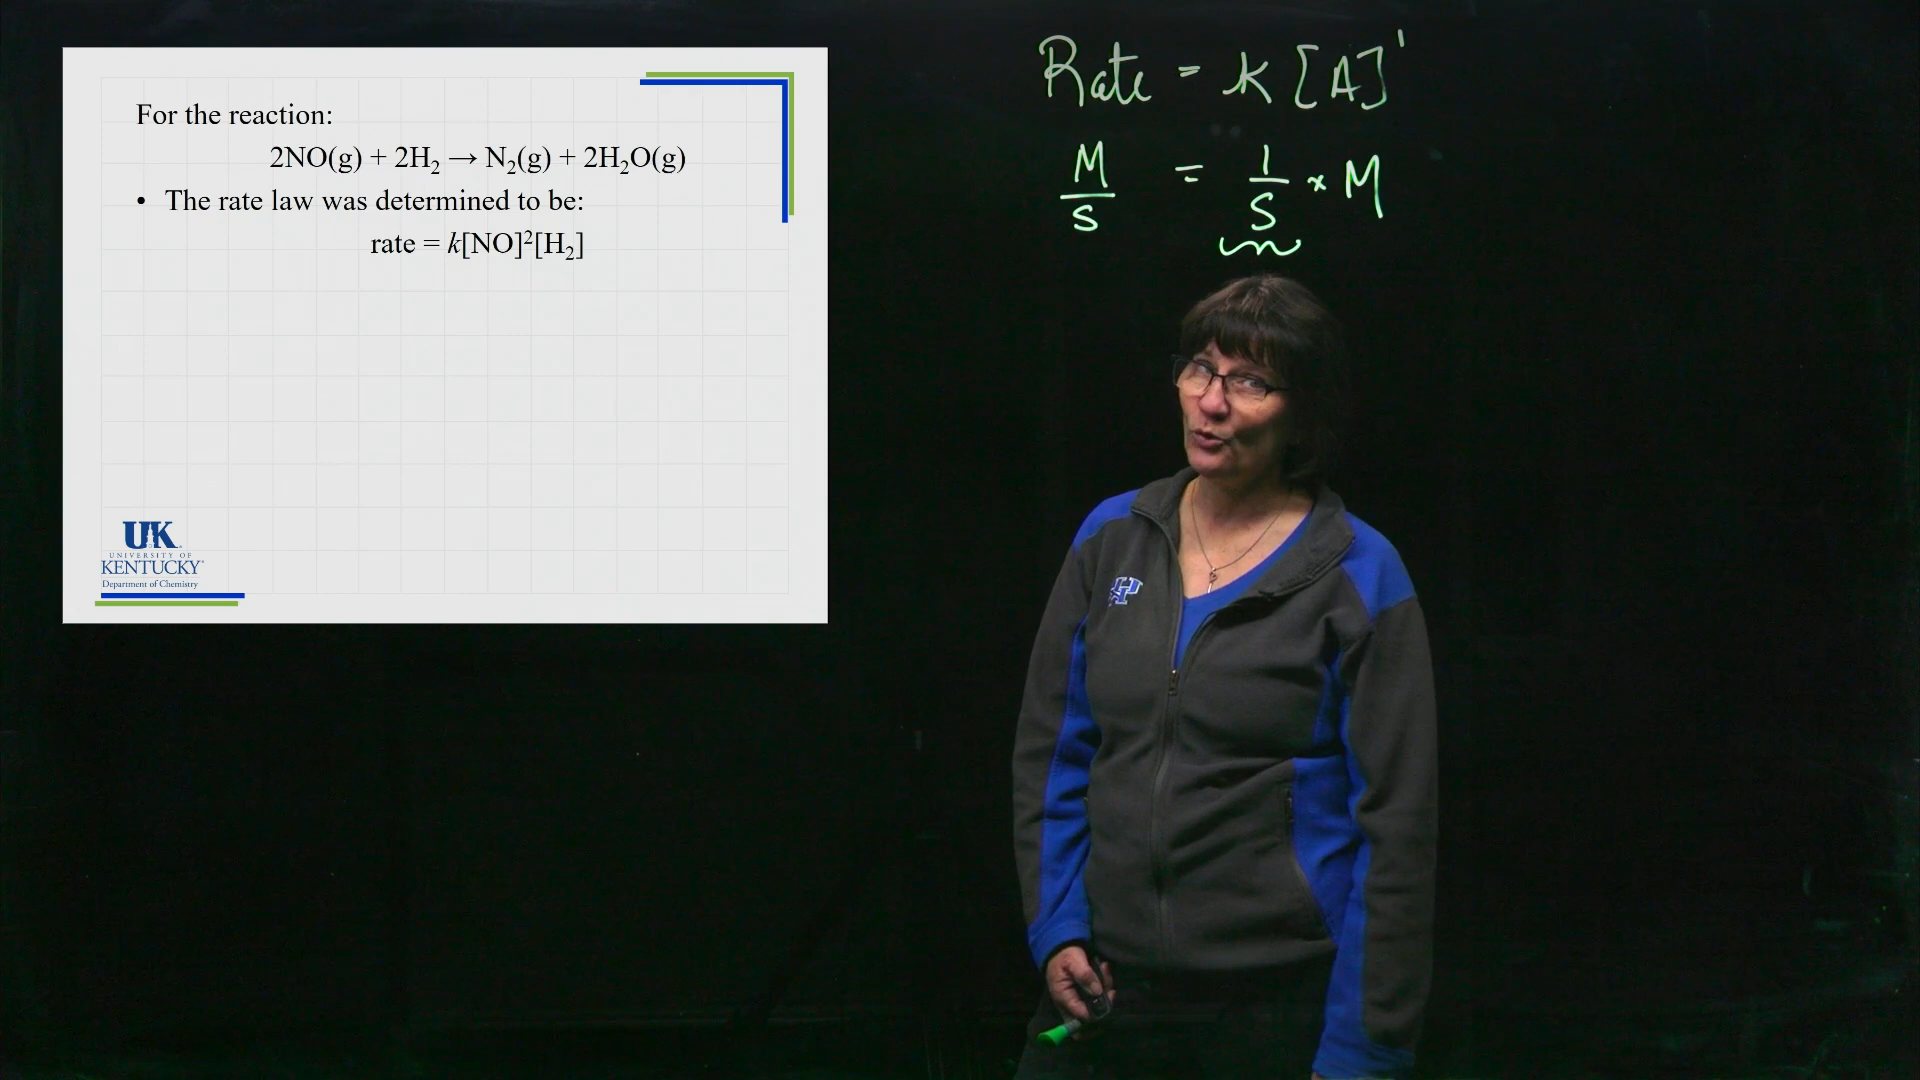 For the reaction:
2NO(g) + 2H₂ → N₂(g) + 2H₂O(g)
• The rate law was determined to be:
rate = k[NO]²[H₂]
UK
UNIVERSITY OF
KENTUCKY
Department of Chemistry
Rate = k [A]¹
M/S = 1/S × M